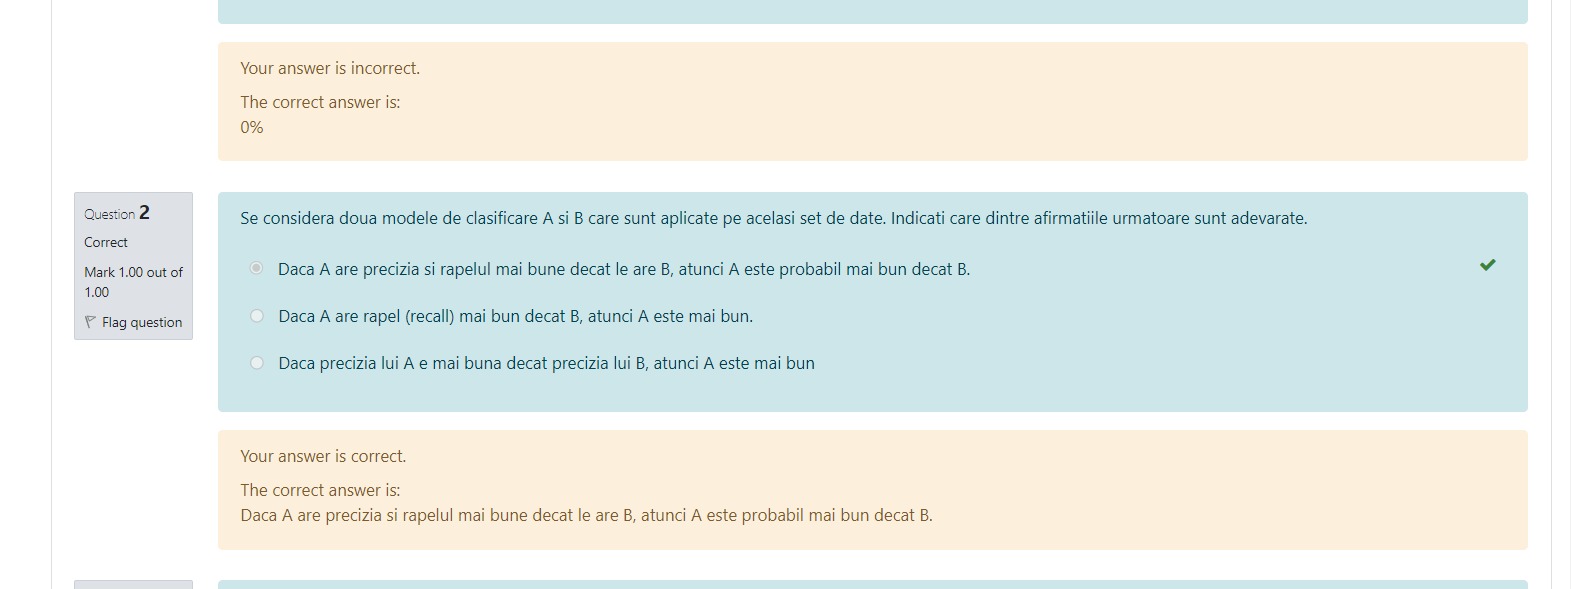 Your answer is incorrect.
The correct answer is:
0%
Question 2
Correct
Mark 1.00 out of
1.00
Flag question
Se considera doua modele de clasificare A si B care sunt aplicate pe acelasi set de date. Indicati care dintre afirmatiile urmatoare sunt adevarate.
Daca A are precizia si rapelul mai bune decat le are B, atunci A este probabil mai bun decat B.
Daca A are rapel (recall) mai bun decat B, atunci A este mai bun.
Daca precizia lui A e mai buna decat precizia lui B, atunci A este mai bun
Your answer is correct.
The correct answer is:
Daca A are precizia si rapelul mai bune decat le are B, atunci A este probabil mai bun decat B.